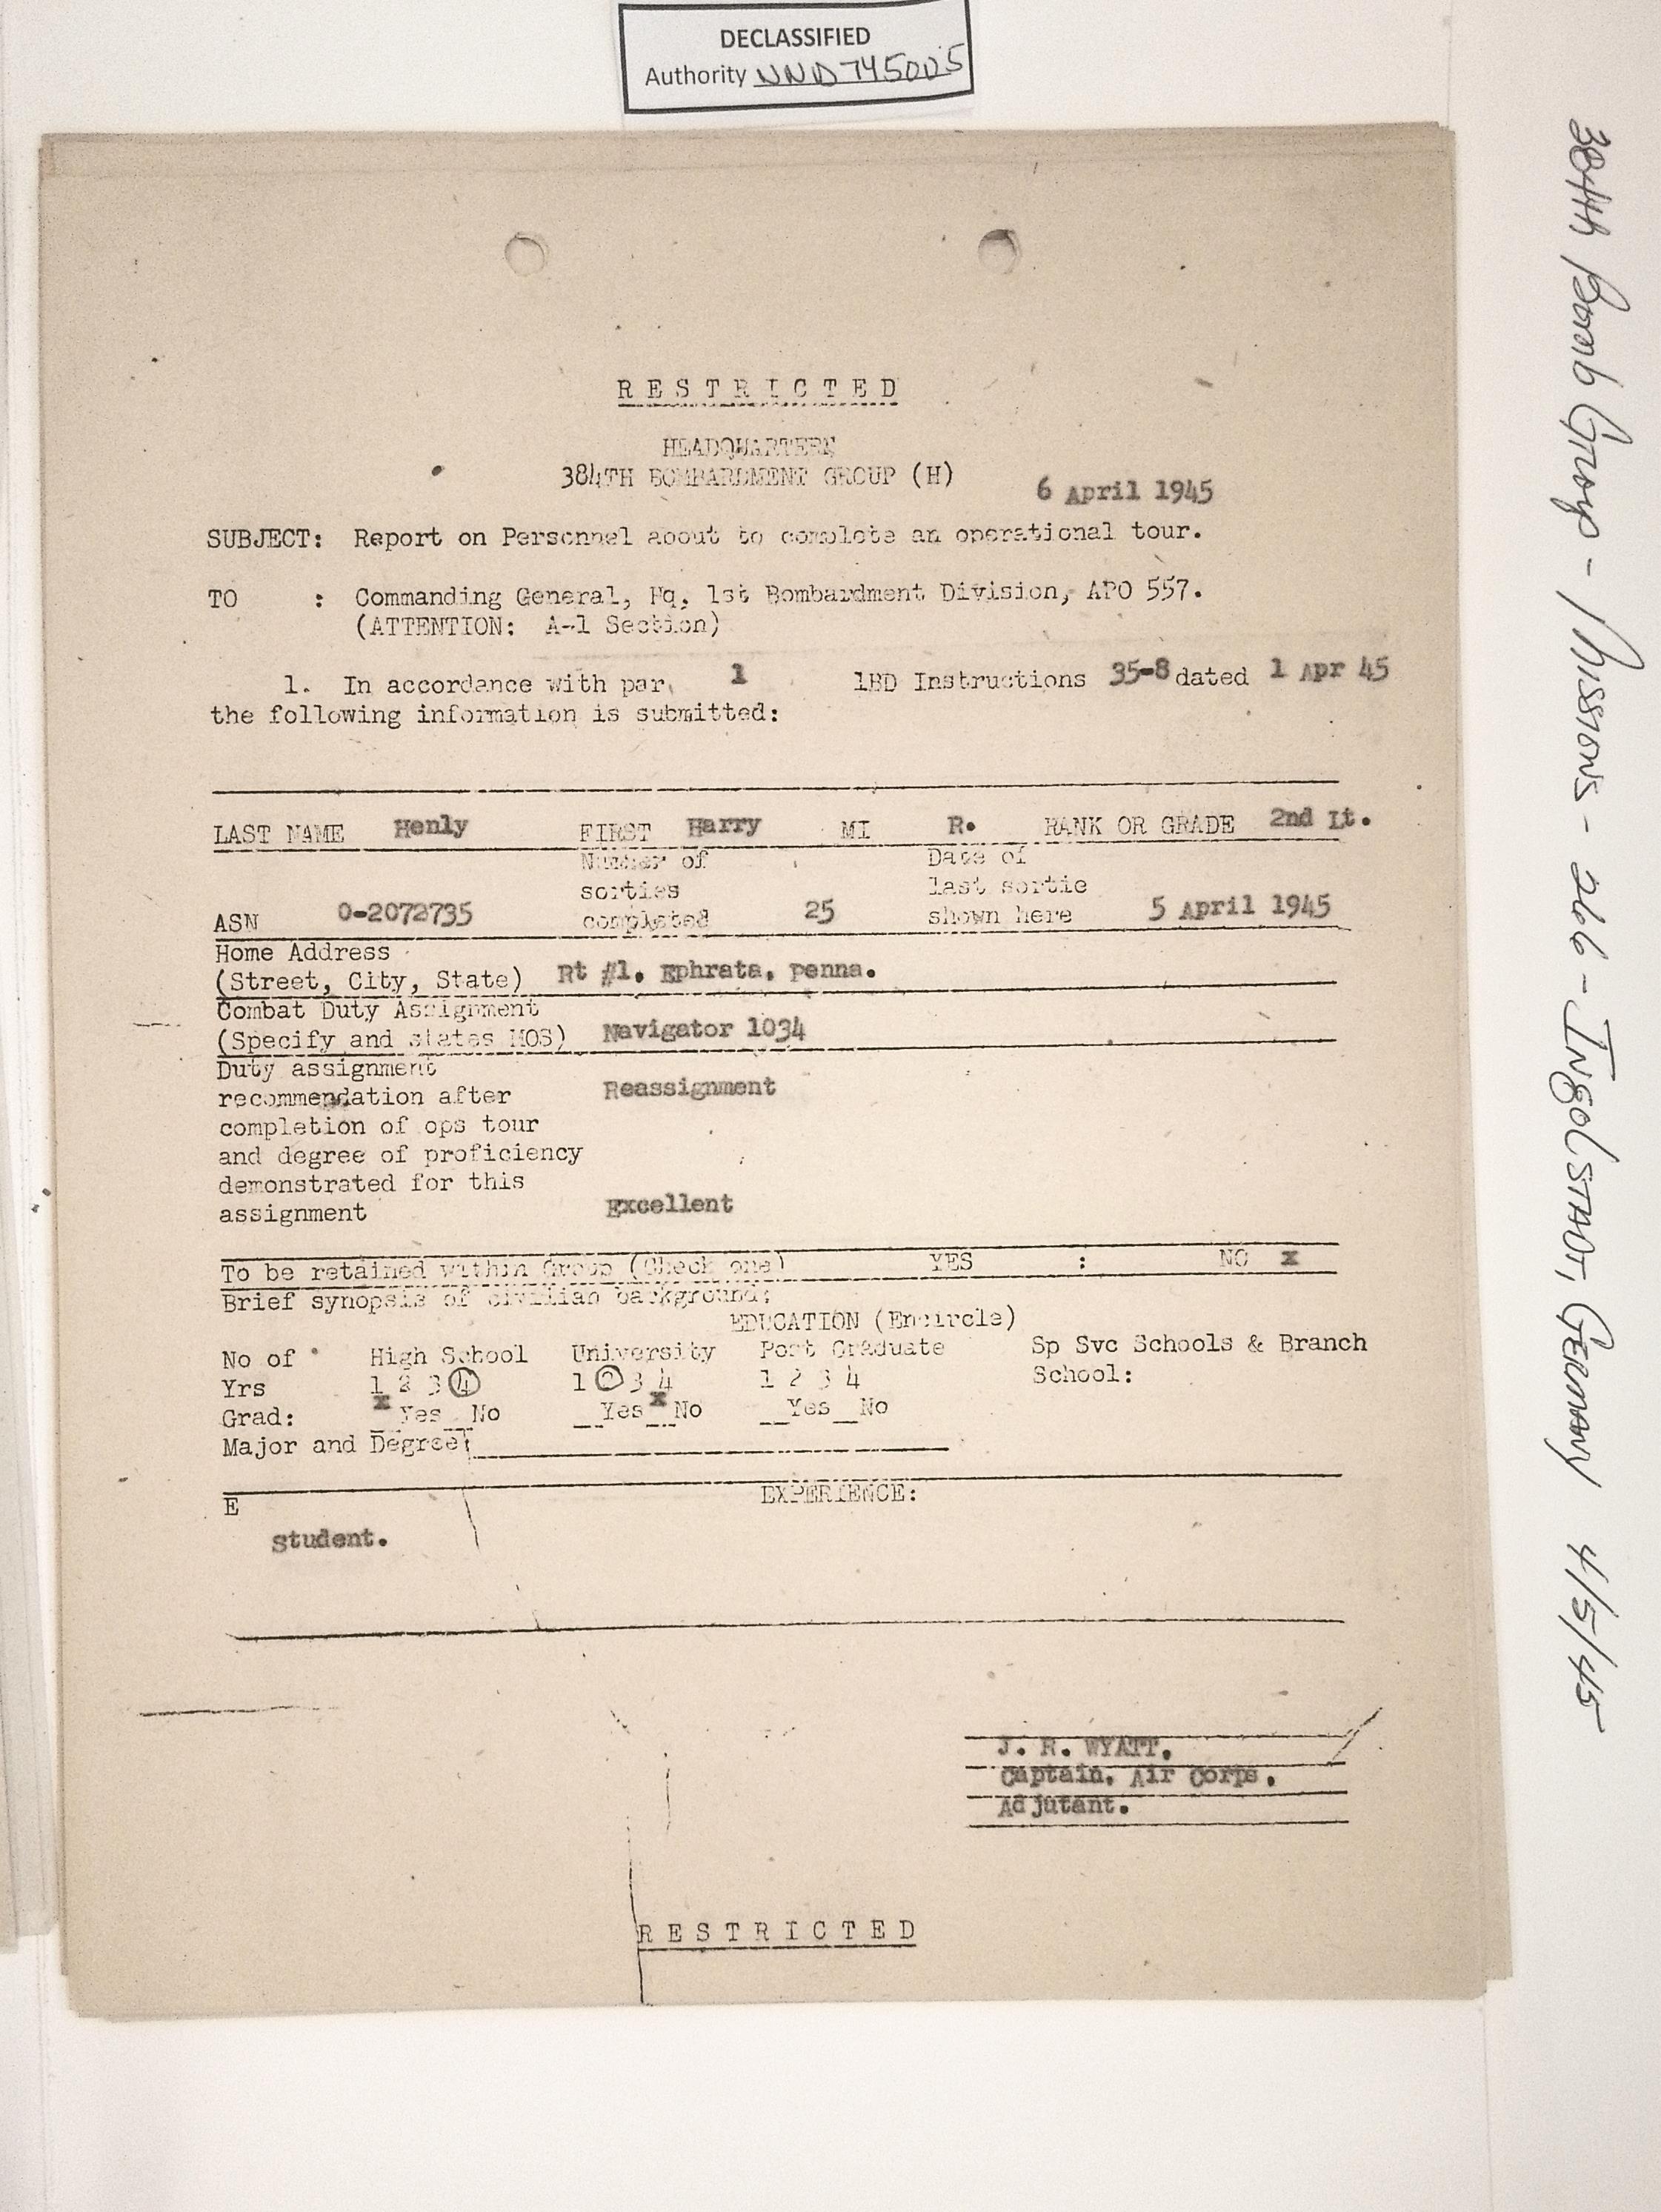 DECLASSIFIED
Authority NND 745005
RESTRICTED
HEADQUARTERS
384TH BOMBARDMENT GROUP (H)
6 April 1945
SUBJECT: Report on Personnel about to complete an operational tour.
TO : Commanding General, Hq, 1st Bombardment Division, APO 557.
(ATTENTION: A-1 Section)
1. In accordance with par. 1 1BD Instructions 35-8 dated 1 Apr 45
the following information is submitted:
LAST NAME Henly FIRST Harry MI R. RANK OR GRADE 2nd Lt.
Number of Date of
sorties last sortie
ASN 0-2072735 completed 25 shown here 5 April 1945
Home Address
(Street, City, State) Rt #1, Ephrata, Penna.
Combat Duty Assignment
(Specify and states MOS) Navigator 1034
Duty assignment
recommendation after Reassignment
completion of ops tour
and degree of proficiency
demonstrated for this
assignment Excellent
To be retained within Group (Check one) YES : NO x
Brief synopsis of civilian background:
EDUCATION (Encircle)
No of High School University Post Graduate Sp Svc Schools & Branch
Yrs 1 2 3 4 1 2 3 4 1 2 3 4 School:
Grad: x Yes No Yes x No Yes No
Major and Degree:
E EXPERIENCE:
Student.
J. R. WYATT,
Captain, Air Corps,
Adjutant.
RESTRICTED
384th Bomb Group - Missions - 266 - Ingolstadt, Germany 4/5/45